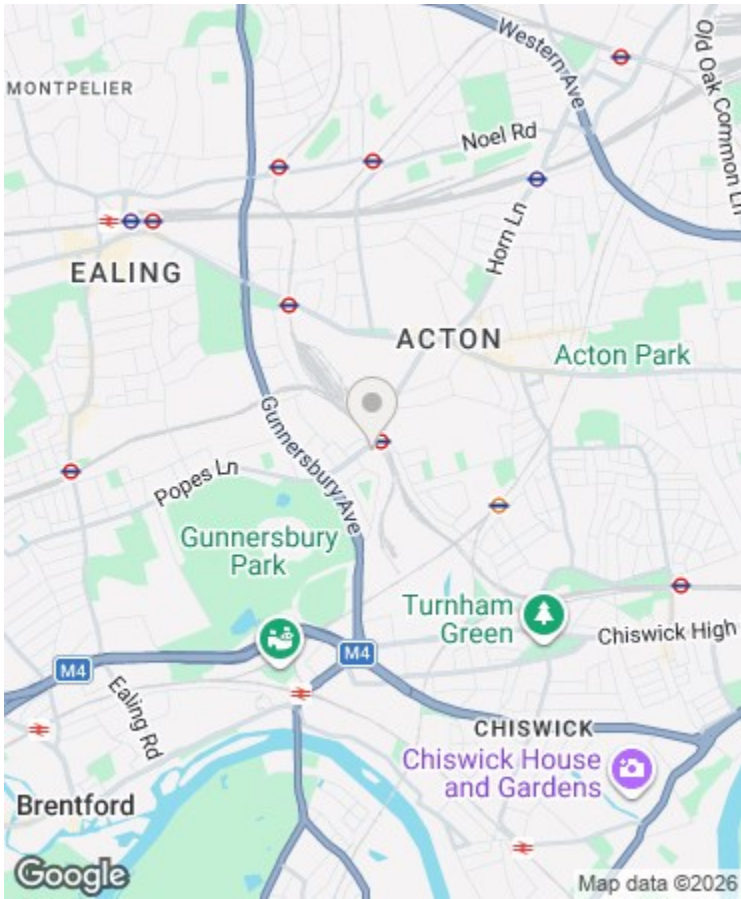 Western Ave
Old Oak Common Ln
MONTPELIER
Noel Rd
Horn Ln
EALING
ACTON
Acton Park
Gunnersbury Ave
Popes Ln
Gunnersbury
Park
Turnham
Green
Chiswick High
M4
M4
Ealing Rd
CHISWICK
Chiswick House
and Gardens
Brentford
Google
Map data ©2026